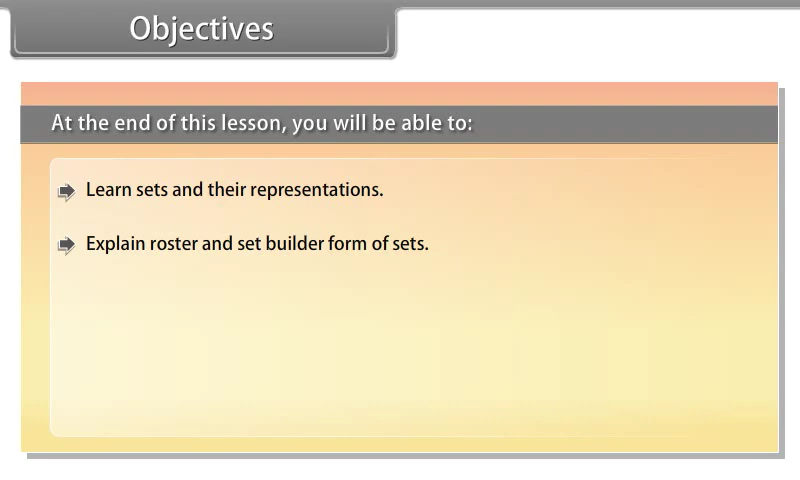 Objectives
At the end of this lesson, you will be able to:
Learn sets and their representations.
Explain roster and set builder form of sets.